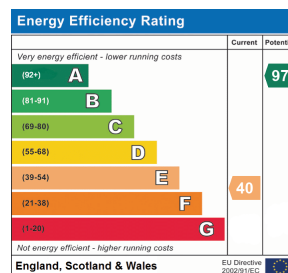 Energy Efficiency Rating
Current Potenti
Very energy efficient - lower running costs
(92+) A 97
(81-91) B
(69-80) C
(55-68) D
(39-54) E 40
(21-38) F
(1-20) G
Not energy efficient - higher running costs
England, Scotland & Wales EU Directive 2002/91/EC